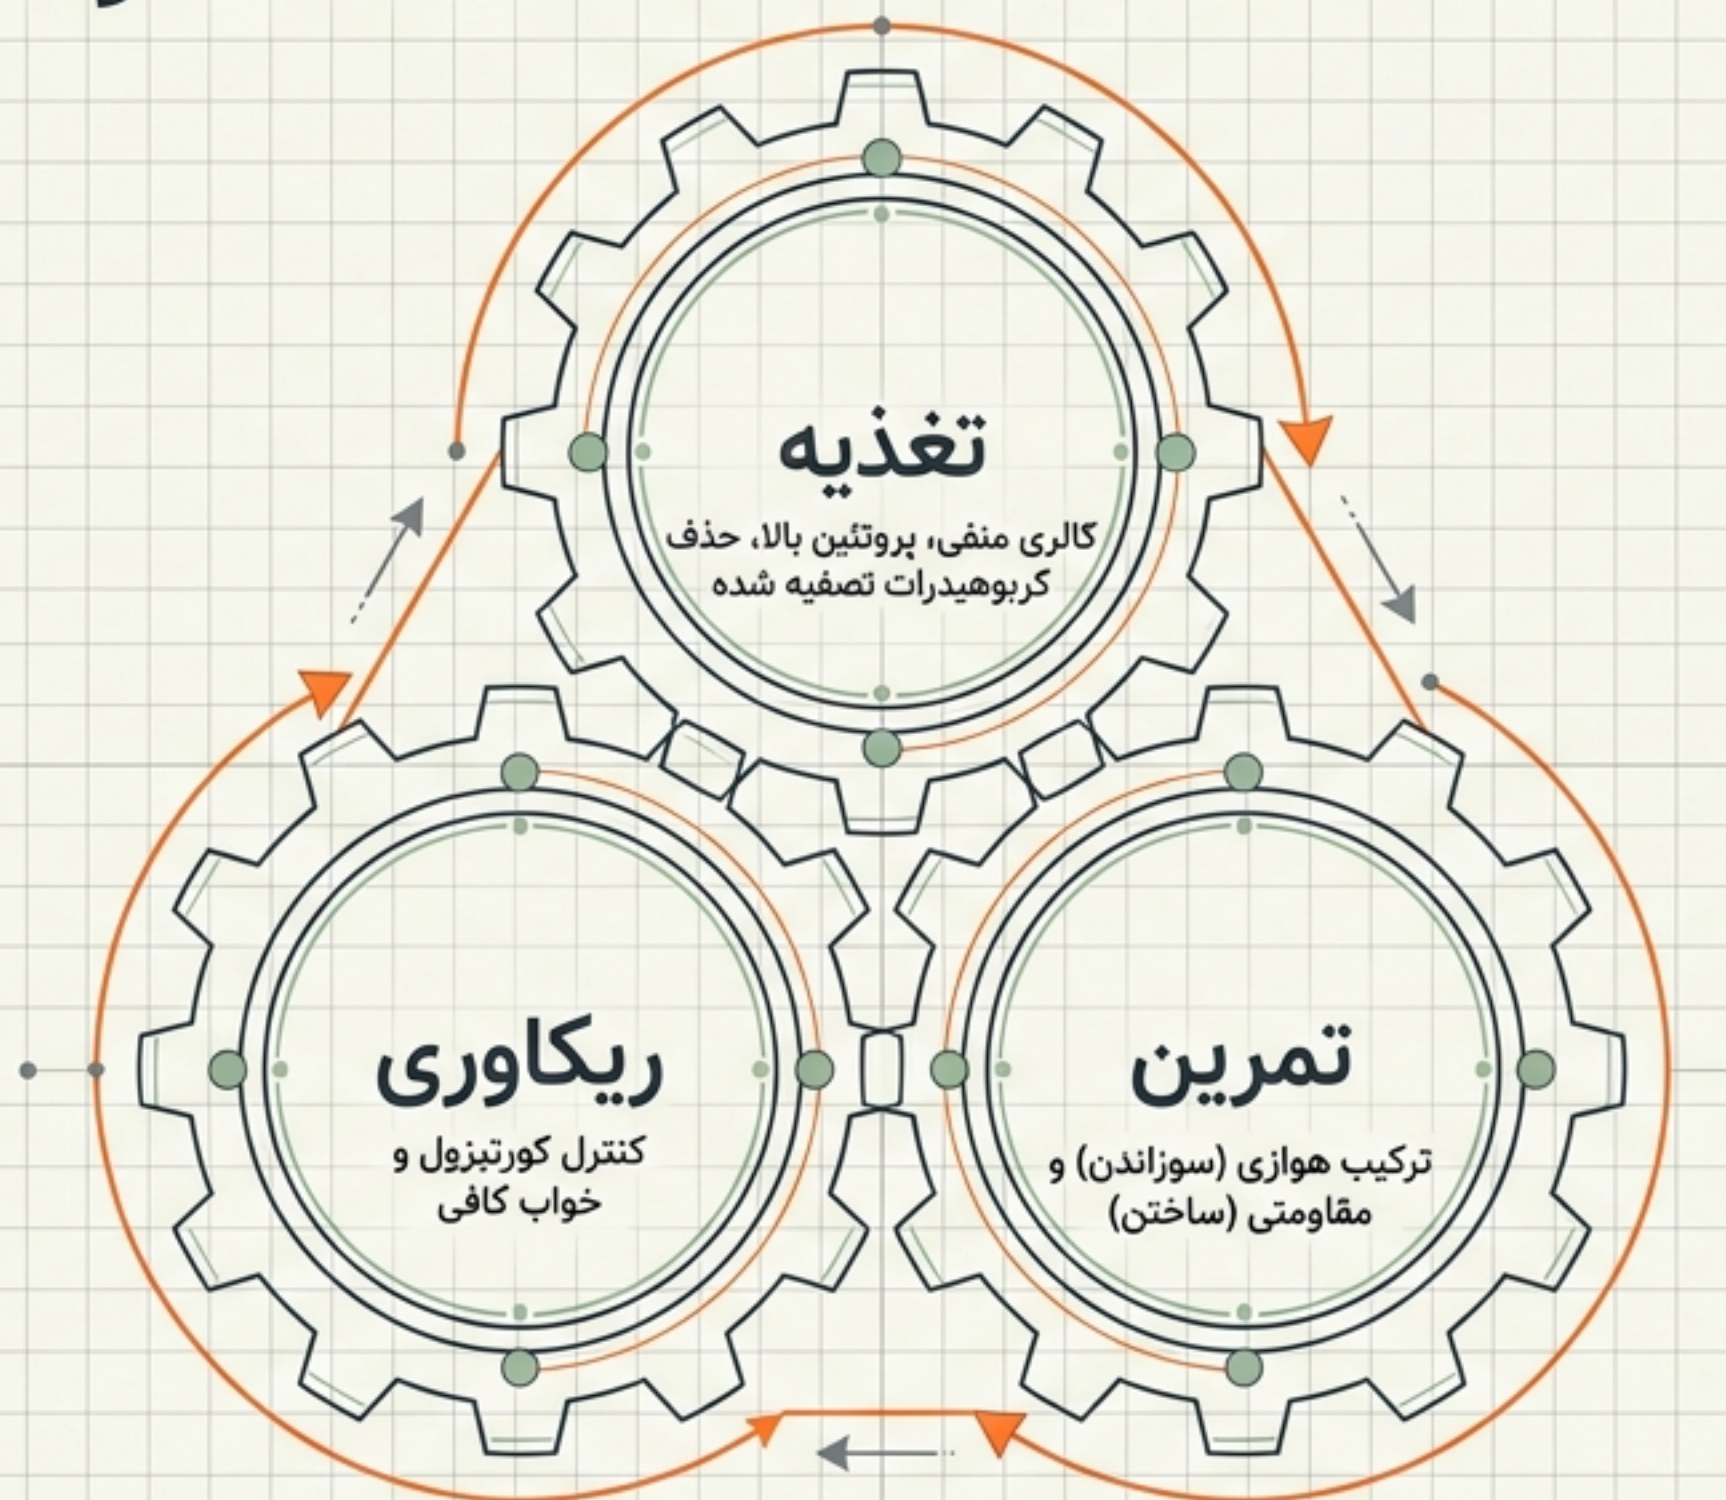 تغذیه
کالری منفی، پروتئین بالا، حذف
کربوهیدرات تصفیه شده
ریکاوری
کنترل کورتیزول و
خواب کافی
تمرین
ترکیب هوازی (سوزاندن) و
مقاومتی (ساختن)